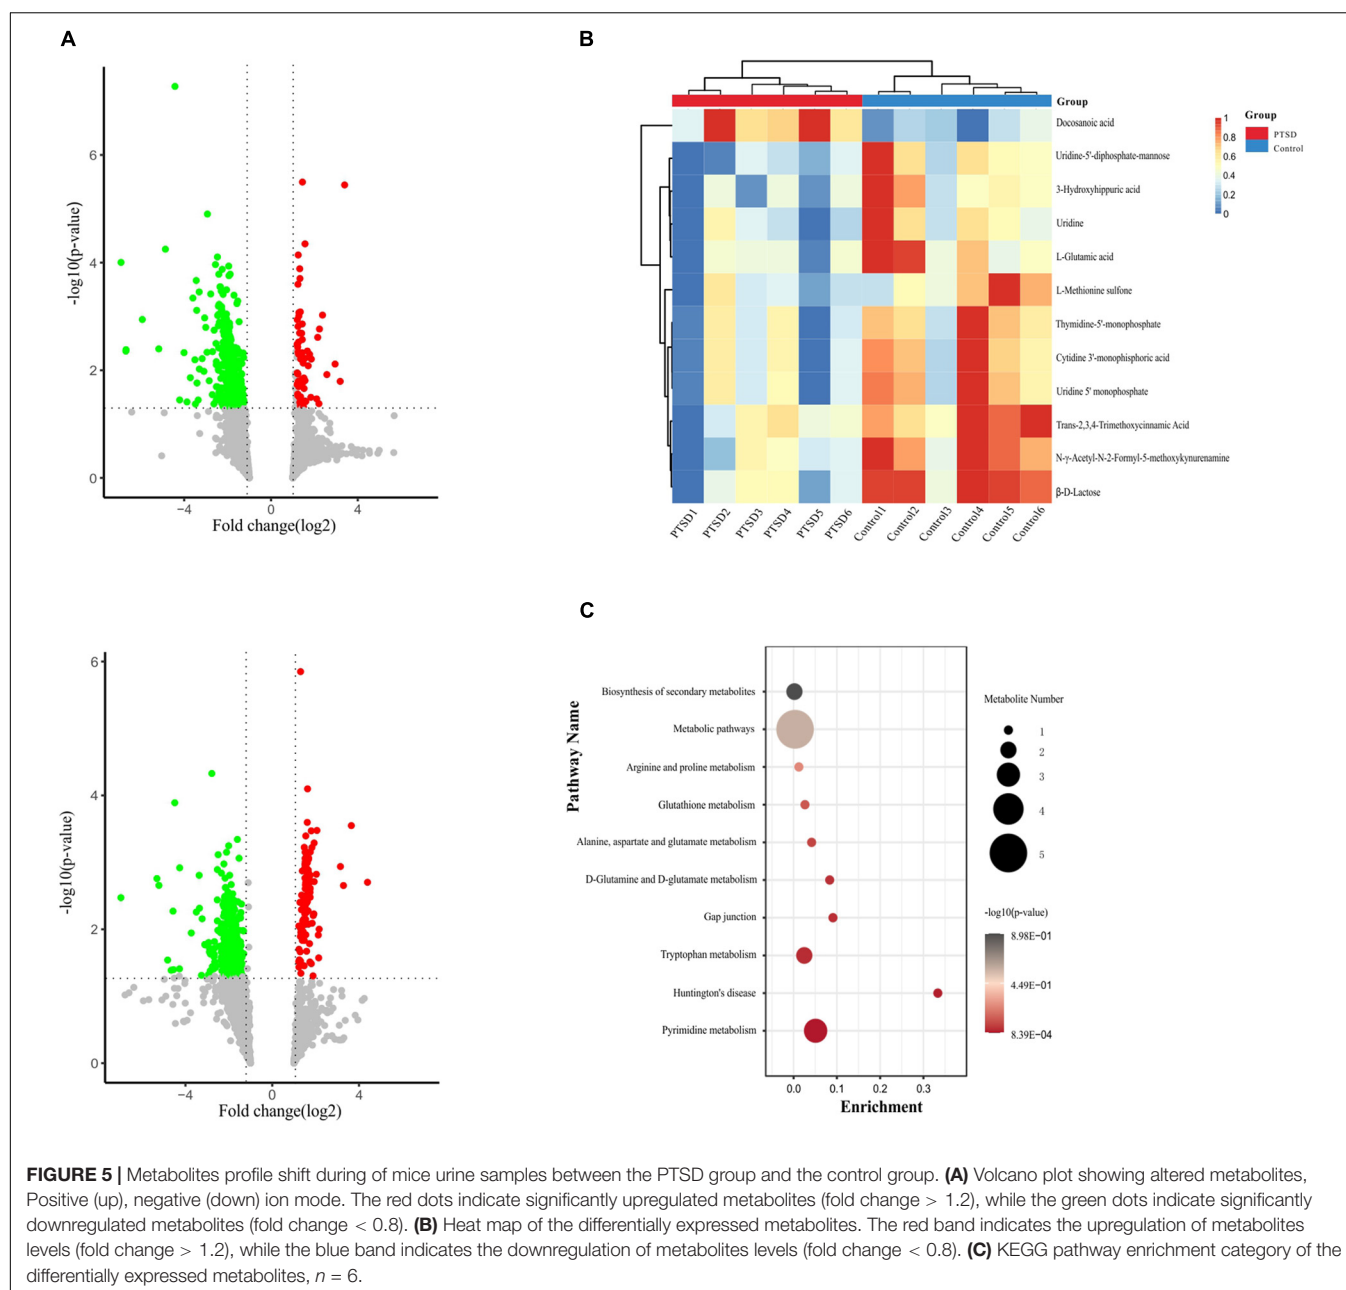 A
6
4
2
0
-log10(p-value)
−4
0
4
Fold change(log2)
B
Group
Docosanoic acid
Uridine-5'-diphosphate-mannose
3-Hydroxyhippuric acid
Uridine
L-Glutamic acid
L-Methionine sulfone
Thymidine-5'-monophosphate
Cytidine 3'-monophisphoric acid
Uridine 5' monophosphate
Trans-2,3,4-Trimethoxycinnamic Acid
N-γ-Acetyl-N-2-Formyl-5-methoxykynurenamine
β-D-Lactose
PTSD1
PTSD2
PTSD3
PTSD4
PTSD5
PTSD6
Control1
Control2
Control3
Control4
Control5
Control6
1
0.8
0.6
0.4
0.2
0
Group
PTSD
Control
6
4
2
0
-log10(p-value)
−4
0
4
Fold change(log2)
C
Pathway Name
Biosynthesis of secondary metabolites
Metabolic pathways
Arginine and proline metabolism
Glutathione metabolism
Alanine, aspartate and glutamate metabolism
D-Glutamine and D-glutamate metabolism
Gap junction
Tryptophan metabolism
Huntington's disease
Pyrimidine metabolism
0.0
0.1
0.2
0.3
Enrichment
Metabolite Number
1
2
3
4
5
-log10(p-value)
8.98E−01
4.49E−01
8.39E−04
FIGURE 5 | Metabolites profile shift during of mice urine samples between the PTSD group and the control group. (A) Volcano plot showing altered metabolites,
Positive (up), negative (down) ion mode. The red dots indicate significantly upregulated metabolites (fold change > 1.2), while the green dots indicate significantly
downregulated metabolites (fold change < 0.8). (B) Heat map of the differentially expressed metabolites. The red band indicates the upregulation of metabolites
levels (fold change > 1.2), while the blue band indicates the downregulation of metabolites levels (fold change < 0.8). (C) KEGG pathway enrichment category of the
differentially expressed metabolites, n = 6.